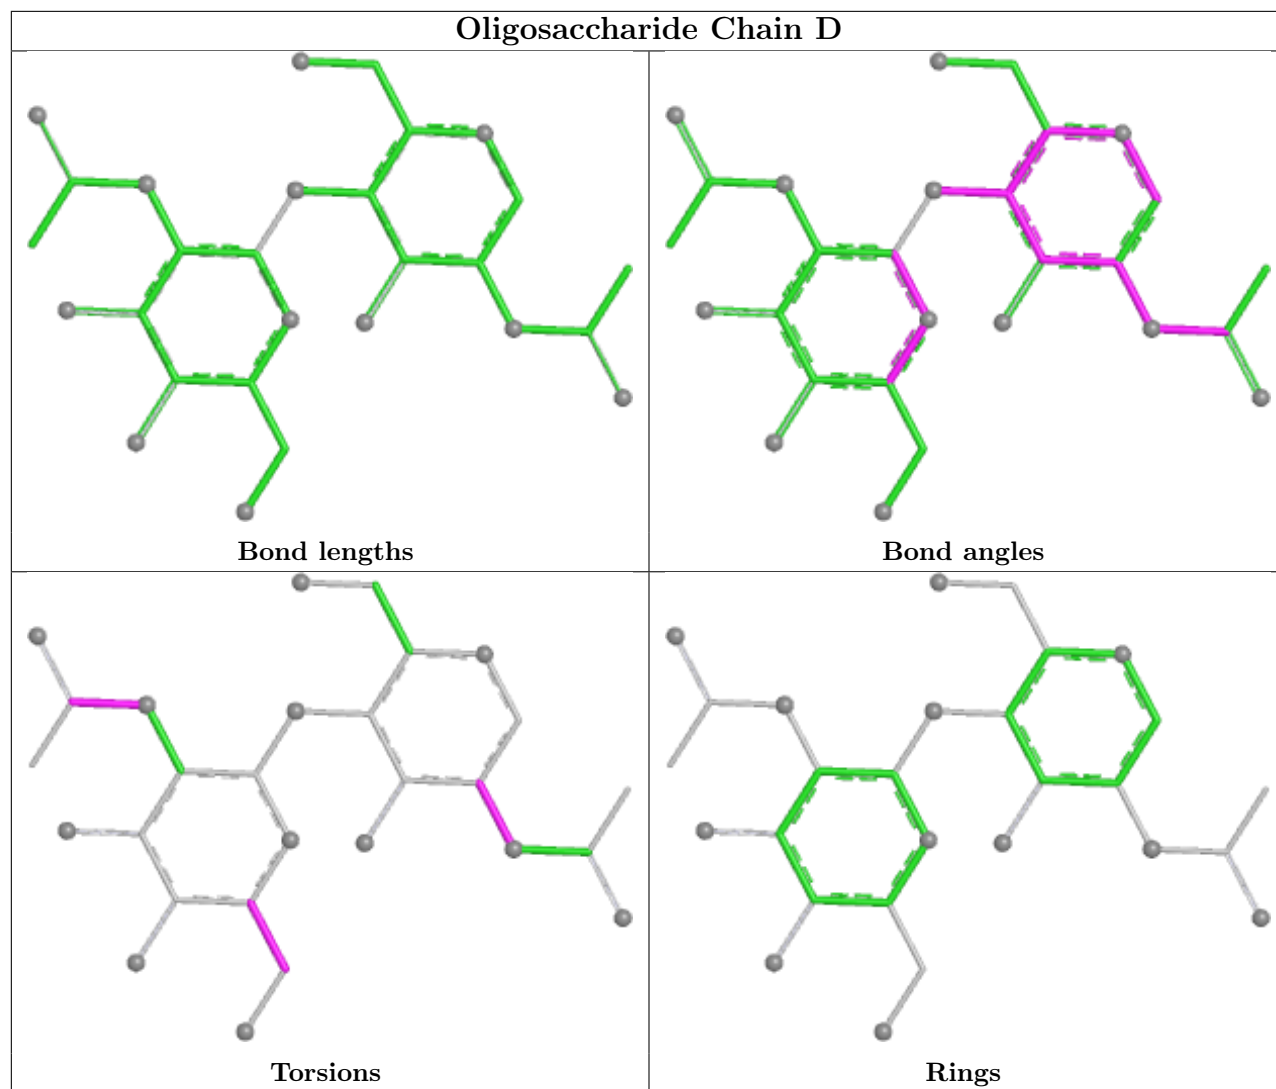 Oligosaccharide Chain D
Bond lengths
Bond angles
Torsions
Rings